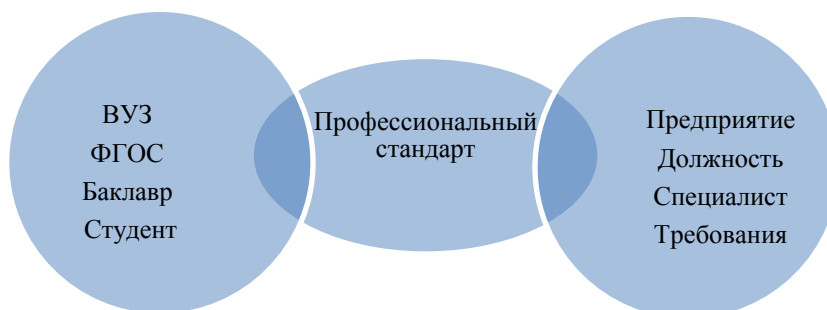 ВУЗ
ФГОС
Баклавр
Студент
Профессиональный
стандарт
Предприятие
Должность
Специалист
Требования